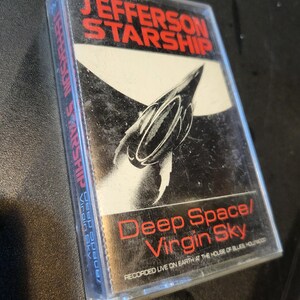 JEFFERSON
STARSHIP
Deep Space/
Virgin Sky
RECORDED LIVE ON EARTH AT THE HOUSE OF BLUES, HOLLYWOOD
JEFFERSON STARSHIP